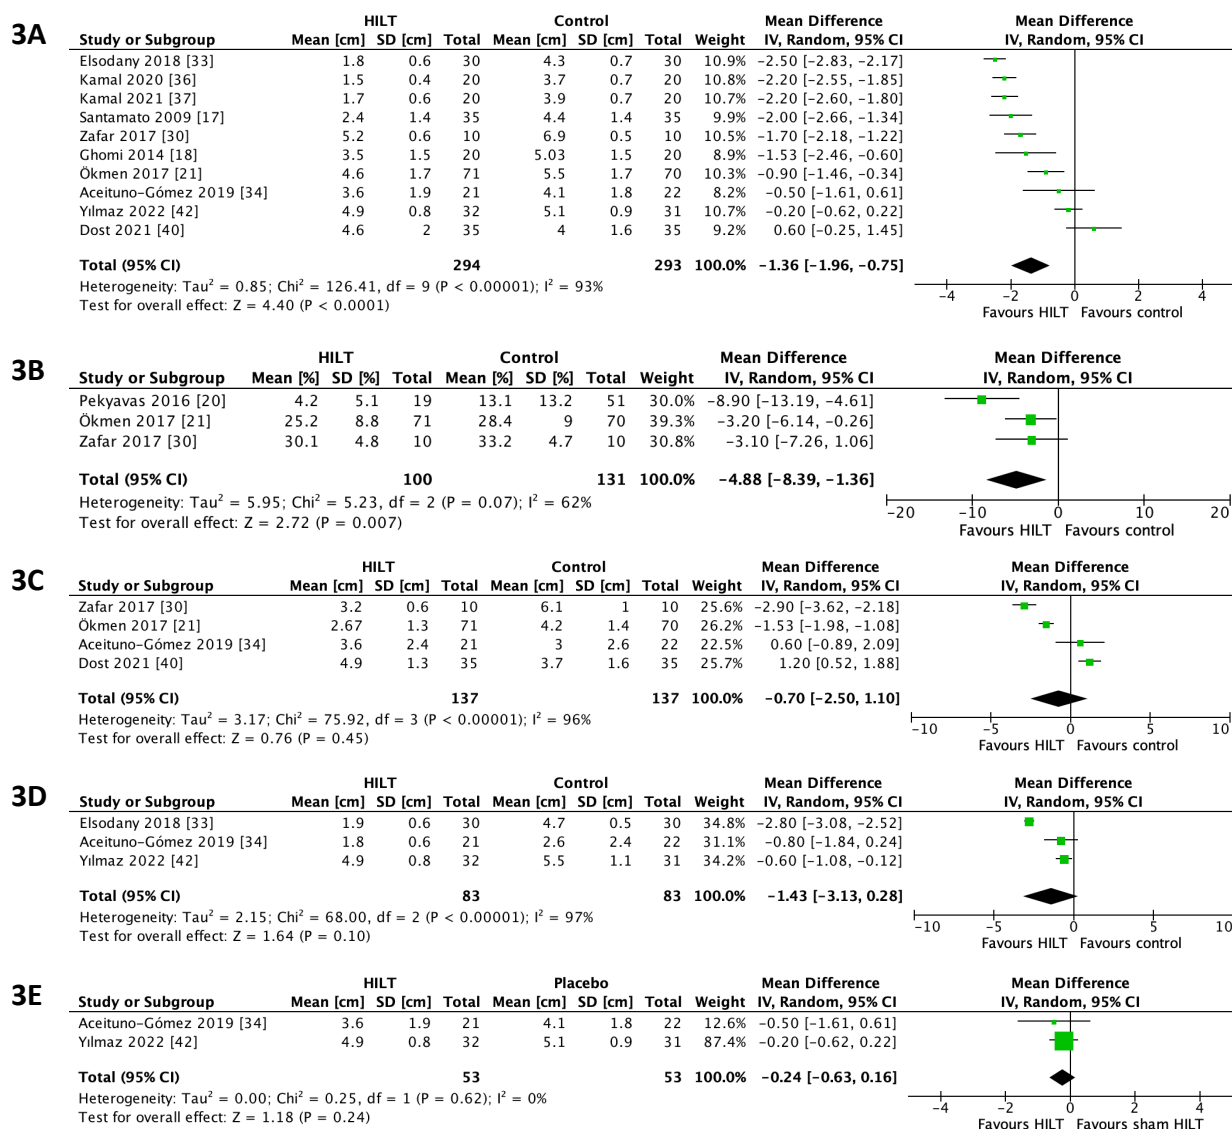 3A
HILT Control Mean Difference Mean Difference
Study or Subgroup Mean [cm] SD [cm] Total Mean [cm] SD [cm] Total Weight IV, Random, 95% CI IV, Random, 95% CI
Elsodany 2018 [33] 1.8 0.6 30 4.3 0.7 30 10.9% −2.50 [−2.83, −2.17]
Kamal 2020 [36] 1.5 0.4 20 3.7 0.7 20 10.8% −2.20 [−2.55, −1.85]
Kamal 2021 [37] 1.7 0.6 20 3.9 0.7 20 10.7% −2.20 [−2.60, −1.80]
Santamato 2009 [17] 2.4 1.4 35 4.4 1.4 35 9.9% −2.00 [−2.66, −1.34]
Zafar 2017 [30] 5.2 0.6 10 6.9 0.5 10 10.5% −1.70 [−2.18, −1.22]
Ghomi 2014 [18] 3.5 1.5 20 5.03 1.5 20 8.9% −1.53 [−2.46, −0.60]
Ökmen 2017 [21] 4.6 1.7 71 5.5 1.7 70 10.3% −0.90 [−1.46, −0.34]
Aceituno-Gómez 2019 [34] 3.6 1.9 21 4.1 1.8 22 8.2% −0.50 [−1.61, 0.61]
Yılmaz 2022 [42] 4.9 0.8 32 5.1 0.9 31 10.7% −0.20 [−0.62, 0.22]
Dost 2021 [40] 4.6 2 35 4 1.6 35 9.2% 0.60 [−0.25, 1.45]
Total (95% CI) 294 293 100.0% −1.36 [−1.96, −0.75]
Heterogeneity: Tau² = 0.85; Chi² = 126.41, df = 9 (P < 0.00001); I² = 93%
Test for overall effect: Z = 4.40 (P < 0.0001)
−4 −2 0 2 4
Favours HILT Favours control
3B
HILT Control Mean Difference Mean Difference
Study or Subgroup Mean [%] SD [%] Total Mean [%] SD [%] Total Weight IV, Random, 95% CI IV, Random, 95% CI
Pekyavas 2016 [20] 4.2 5.1 19 13.1 13.2 51 30.0% −8.90 [−13.19, −4.61]
Ökmen 2017 [21] 25.2 8.8 71 28.4 9 70 39.3% −3.20 [−6.14, −0.26]
Zafar 2017 [30] 30.1 4.8 10 33.2 4.7 10 30.8% −3.10 [−7.26, 1.06]
Total (95% CI) 100 131 100.0% −4.88 [−8.39, −1.36]
Heterogeneity: Tau² = 5.95; Chi² = 5.23, df = 2 (P = 0.07); I² = 62%
Test for overall effect: Z = 2.72 (P = 0.007)
−20 −10 0 10 20
Favours HILT Favours control
3C
HILT Control Mean Difference Mean Difference
Study or Subgroup Mean [cm] SD [cm] Total Mean [cm] SD [cm] Total Weight IV, Random, 95% CI IV, Random, 95% CI
Zafar 2017 [30] 3.2 0.6 10 6.1 1 10 25.6% −2.90 [−3.62, −2.18]
Ökmen 2017 [21] 2.67 1.3 71 4.2 1.4 70 26.2% −1.53 [−1.98, −1.08]
Aceituno-Gómez 2019 [34] 3.6 2.4 21 3 2.6 22 22.5% 0.60 [−0.89, 2.09]
Dost 2021 [40] 4.9 1.3 35 3.7 1.6 35 25.7% 1.20 [0.52, 1.88]
Total (95% CI) 137 137 100.0% −0.70 [−2.50, 1.10]
Heterogeneity: Tau² = 3.17; Chi² = 75.92, df = 3 (P < 0.00001); I² = 96%
Test for overall effect: Z = 0.76 (P = 0.45)
−10 −5 0 5 10
Favours HILT Favours control
3D
HILT Control Mean Difference Mean Difference
Study or Subgroup Mean [cm] SD [cm] Total Mean [cm] SD [cm] Total Weight IV, Random, 95% CI IV, Random, 95% CI
Elsodany 2018 [33] 1.9 0.6 30 4.7 0.5 30 34.8% −2.80 [−3.08, −2.52]
Aceituno-Gómez 2019 [34] 1.8 0.6 21 2.6 2.4 22 31.1% −0.80 [−1.84, 0.24]
Yılmaz 2022 [42] 4.9 0.8 32 5.5 1.1 31 34.2% −0.60 [−1.08, −0.12]
Total (95% CI) 83 83 100.0% −1.43 [−3.13, 0.28]
Heterogeneity: Tau² = 2.15; Chi² = 68.00, df = 2 (P < 0.00001); I² = 97%
Test for overall effect: Z = 1.64 (P = 0.10)
−10 −5 0 5 10
Favours HILT Favours control
3E
HILT Placebo Mean Difference Mean Difference
Study or Subgroup Mean [cm] SD [cm] Total Mean [cm] SD [cm] Total Weight IV, Random, 95% CI IV, Random, 95% CI
Aceituno-Gómez 2019 [34] 3.6 1.9 21 4.1 1.8 22 12.6% −0.50 [−1.61, 0.61]
Yılmaz 2022 [42] 4.9 0.8 32 5.1 0.9 31 87.4% −0.20 [−0.62, 0.22]
Total (95% CI) 53 53 100.0% −0.24 [−0.63, 0.16]
Heterogeneity: Tau² = 0.00; Chi² = 0.25, df = 1 (P = 0.62); I² = 0%
Test for overall effect: Z = 1.18 (P = 0.24)
−4 −2 0 2 4
Favours HILT Favours sham HILT